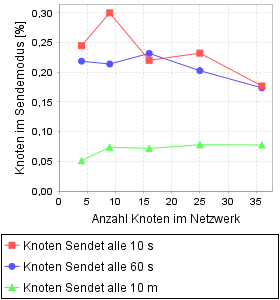 Knoten im Sendemodus [%]
0,30
0,25
0,20
0,15
0,10
0,05
0,00
0 5 10 15 20 25 30 35
Anzahl Knoten im Netzwerk
Knoten Sendet alle 10 s
Knoten Sendet alle 60 s
Knoten Sendet alle 10 m